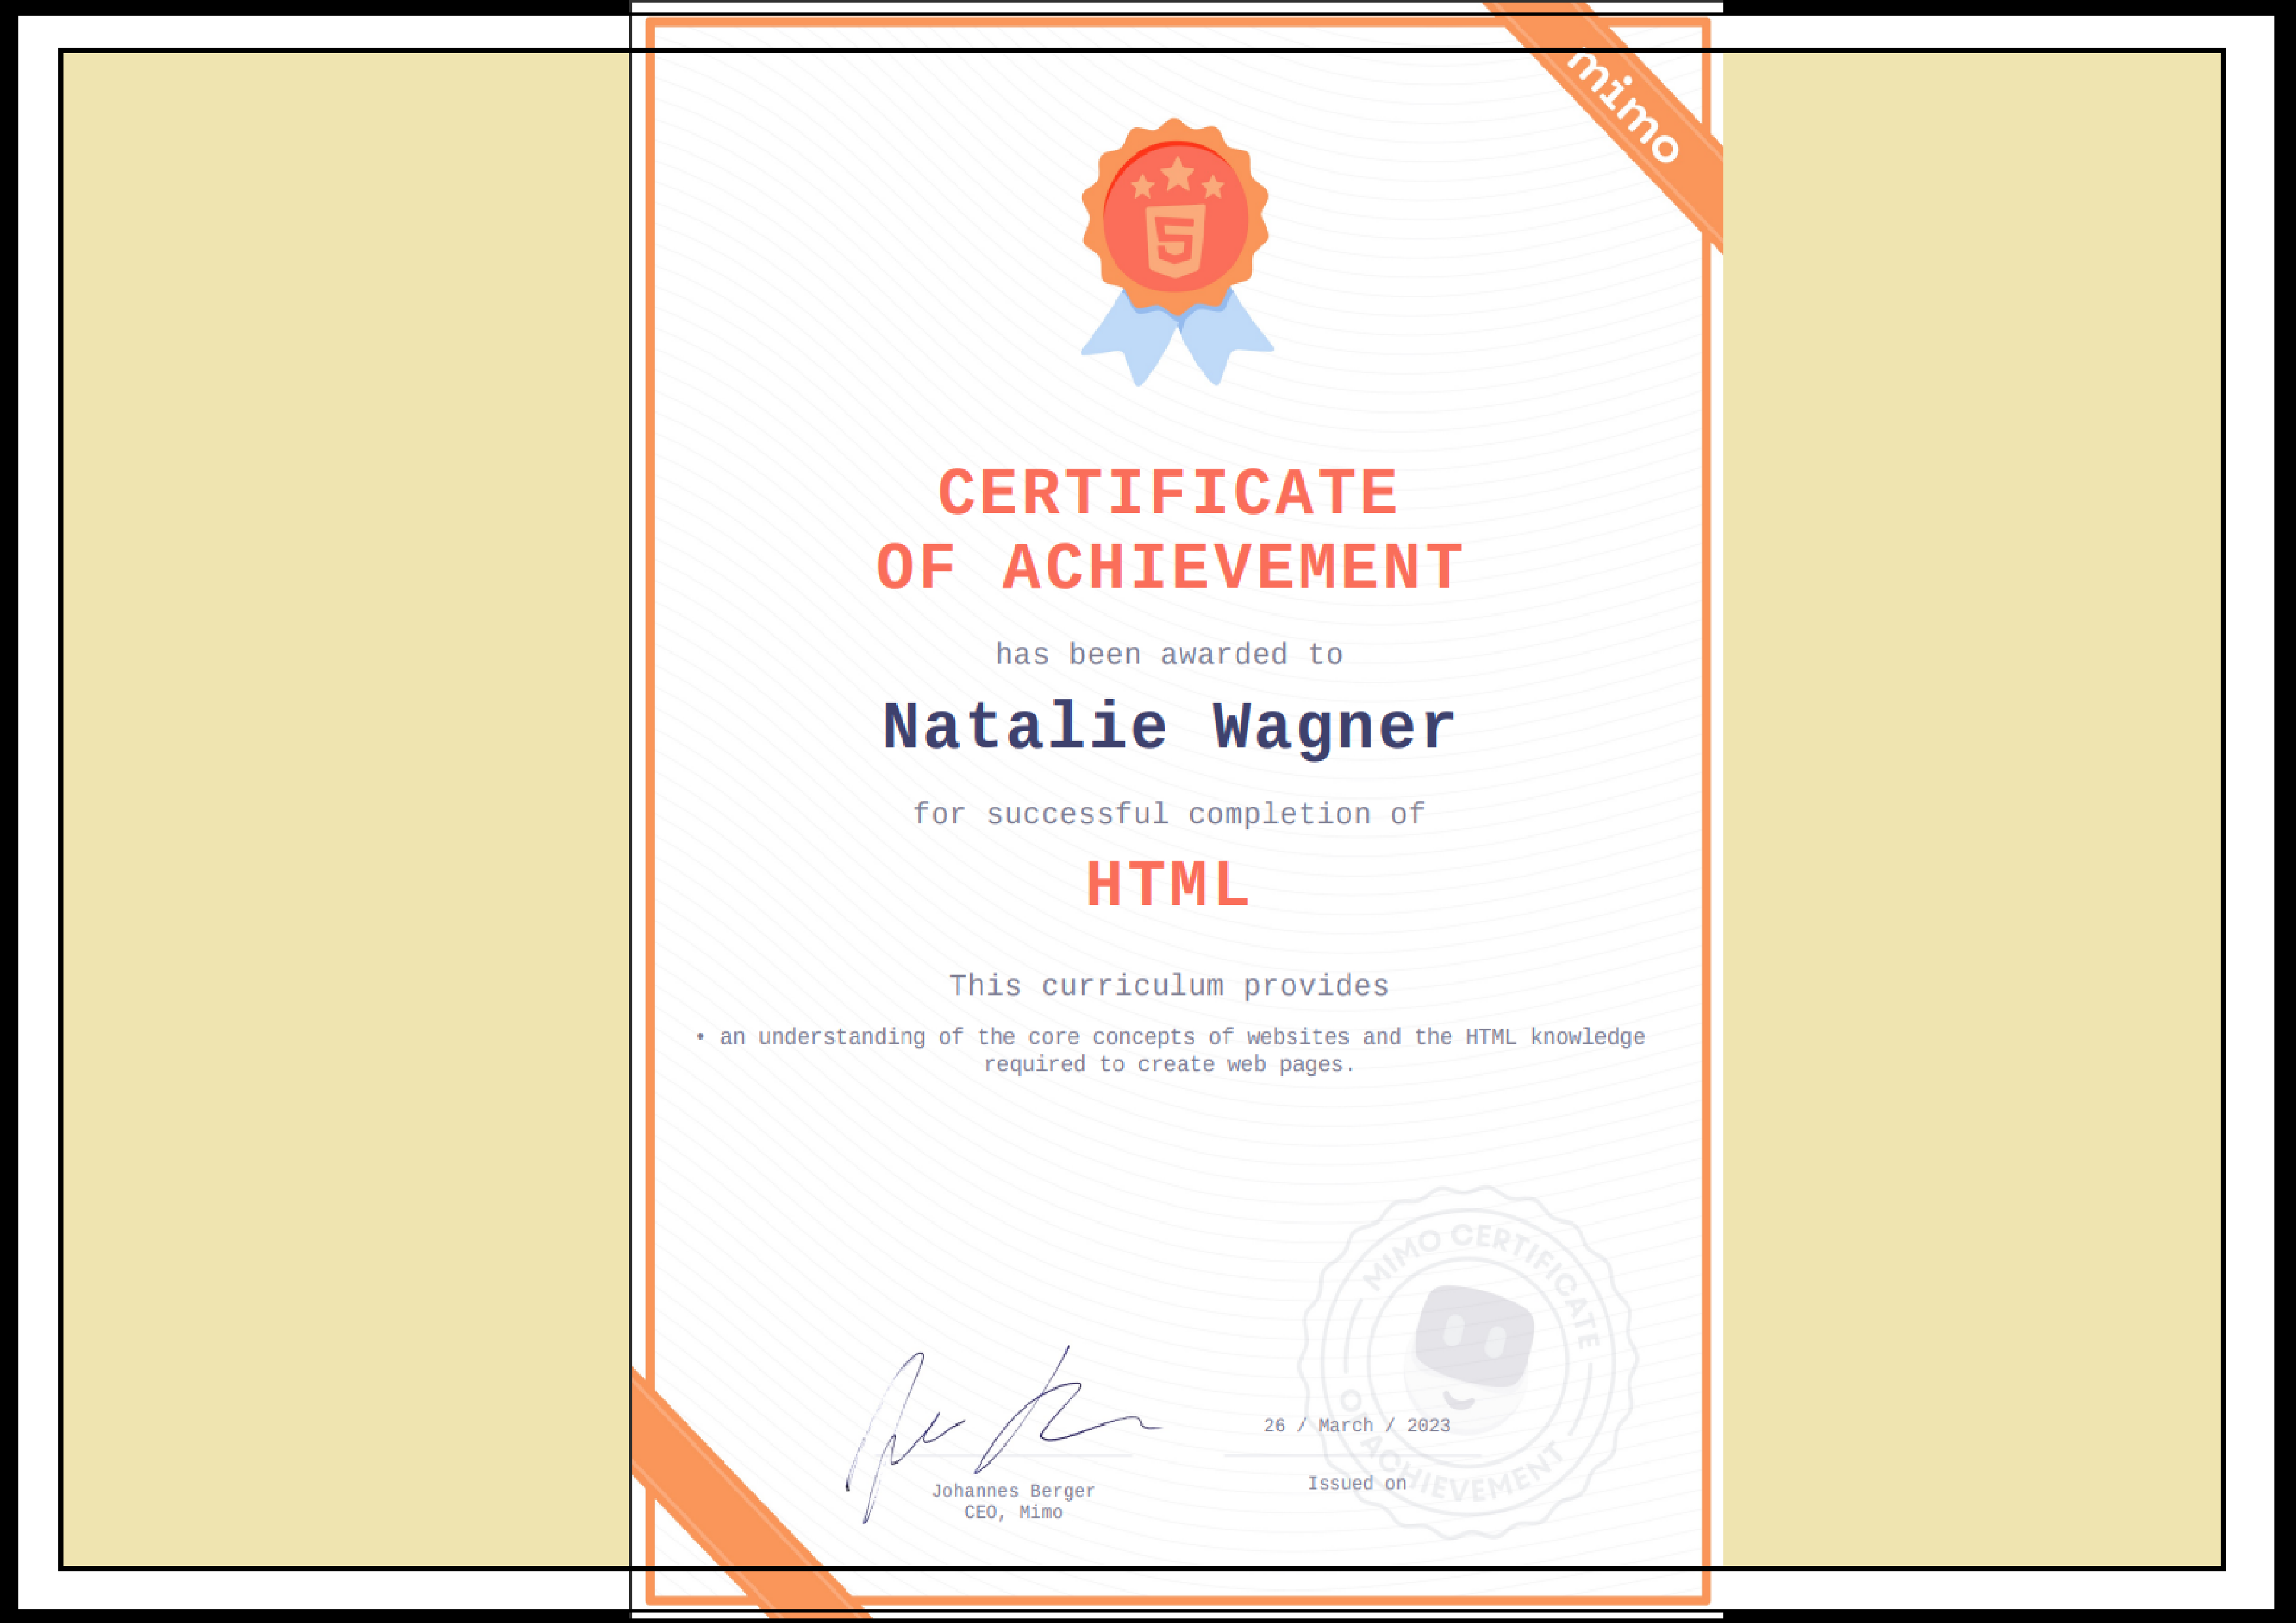 mimo
5
CERTIFICATE
OF ACHIEVEMENT
has been awarded to
Natalie Wagner
for successful completion of
HTML
This curriculum provides
• an understanding of the core concepts of websites and the HTML knowledge
required to create web pages.
MIMO CERTIFICATE
OF ACHIEVEMENT
26 / March / 2023
Issued on
Johannes Berger
CEO, Mimo